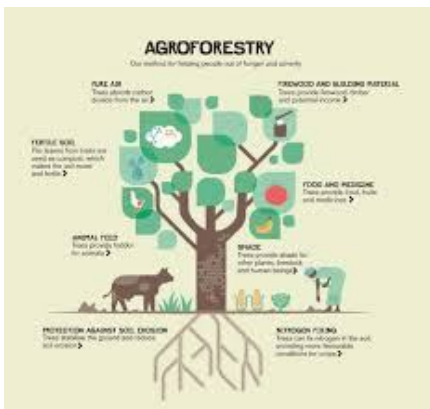 AGROFORESTRY
Our method for helping people out of hunger and poverty
PURE AIR
Trees absorb carbon
dioxide from the air
FIREWOOD AND BUILDING MATERIAL
Trees provide firewood, timber
and potential income
FERTILE SOIL
The leaves from trees are
used as compost, which
makes the soil moist
and fertile
FOOD AND MEDICINE
Trees provide food, fruits
and medicines
ANIMAL FEED
Trees provide fodder
for animals
SHADE
Trees provide shade for
other plants, livestock
and human beings
PROTECTION AGAINST SOIL EROSION
Trees stabilise the ground and reduce
soil erosion
NITROGEN FIXING
Trees can fix nitrogen in the soil,
providing more favourable
conditions for crops